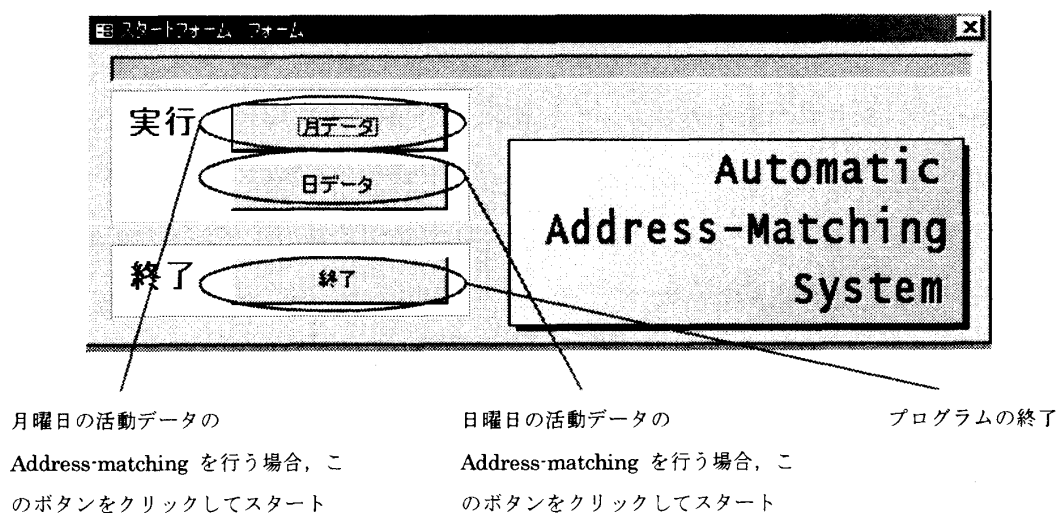 スタートフォーム フォーム
実行
月データ
日データ
終了
終了
Automatic
Address-Matching
System
月曜日の活動データの
Address-matching を行う場合，こ
のボタンをクリックしてスタート
日曜日の活動データの
Address-matching を行う場合，こ
のボタンをクリックしてスタート
プログラムの終了